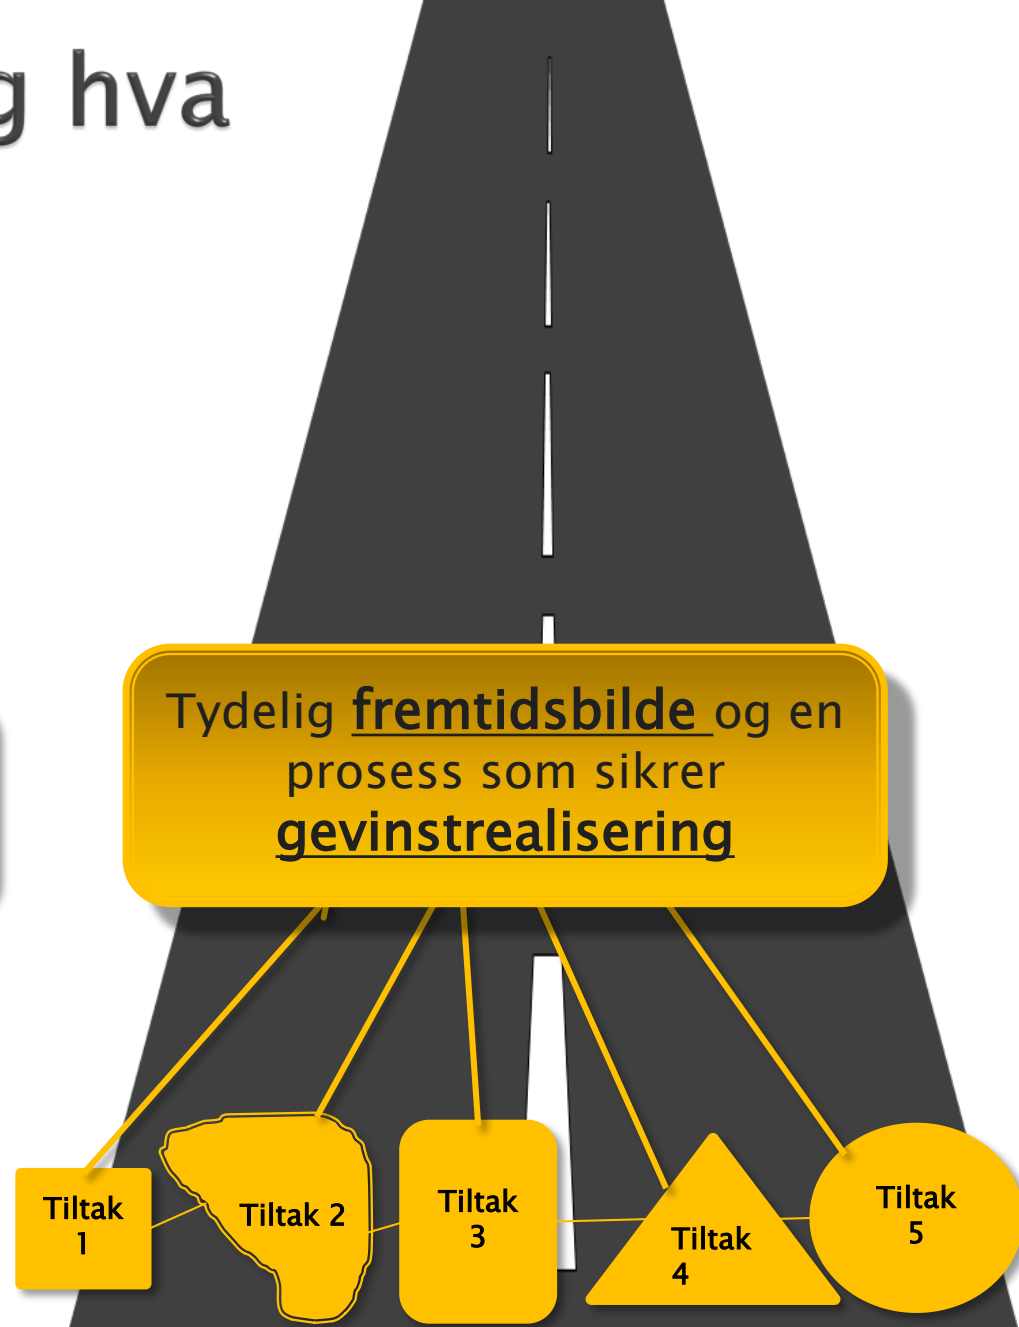 g hva
Tydelig fremtidsbilde og en
prosess som sikrer
gevinstrealisering
Tiltak
1
Tiltak 2
Tiltak
3
Tiltak
4
Tiltak
5